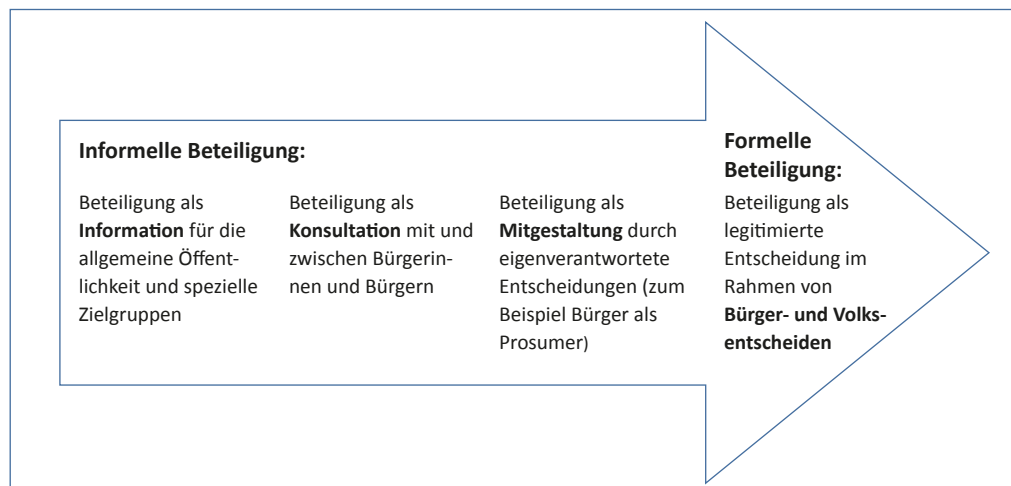 Informelle Beteiligung:
Beteiligung als
Information für die
allgemeine Öffent-
lichkeit und spezielle
Zielgruppen
Beteiligung als
Konsultation mit und
zwischen Bürgerin-
nen und Bürgern
Beteiligung als
Mitgestaltung durch
eigenverantwortete
Entscheidungen (zum
Beispiel Bürger als
Prosumer)
Formelle
Beteiligung:
Beteiligung als
legitimierte
Entscheidung im
Rahmen von
Bürger- und Volks-
entscheiden